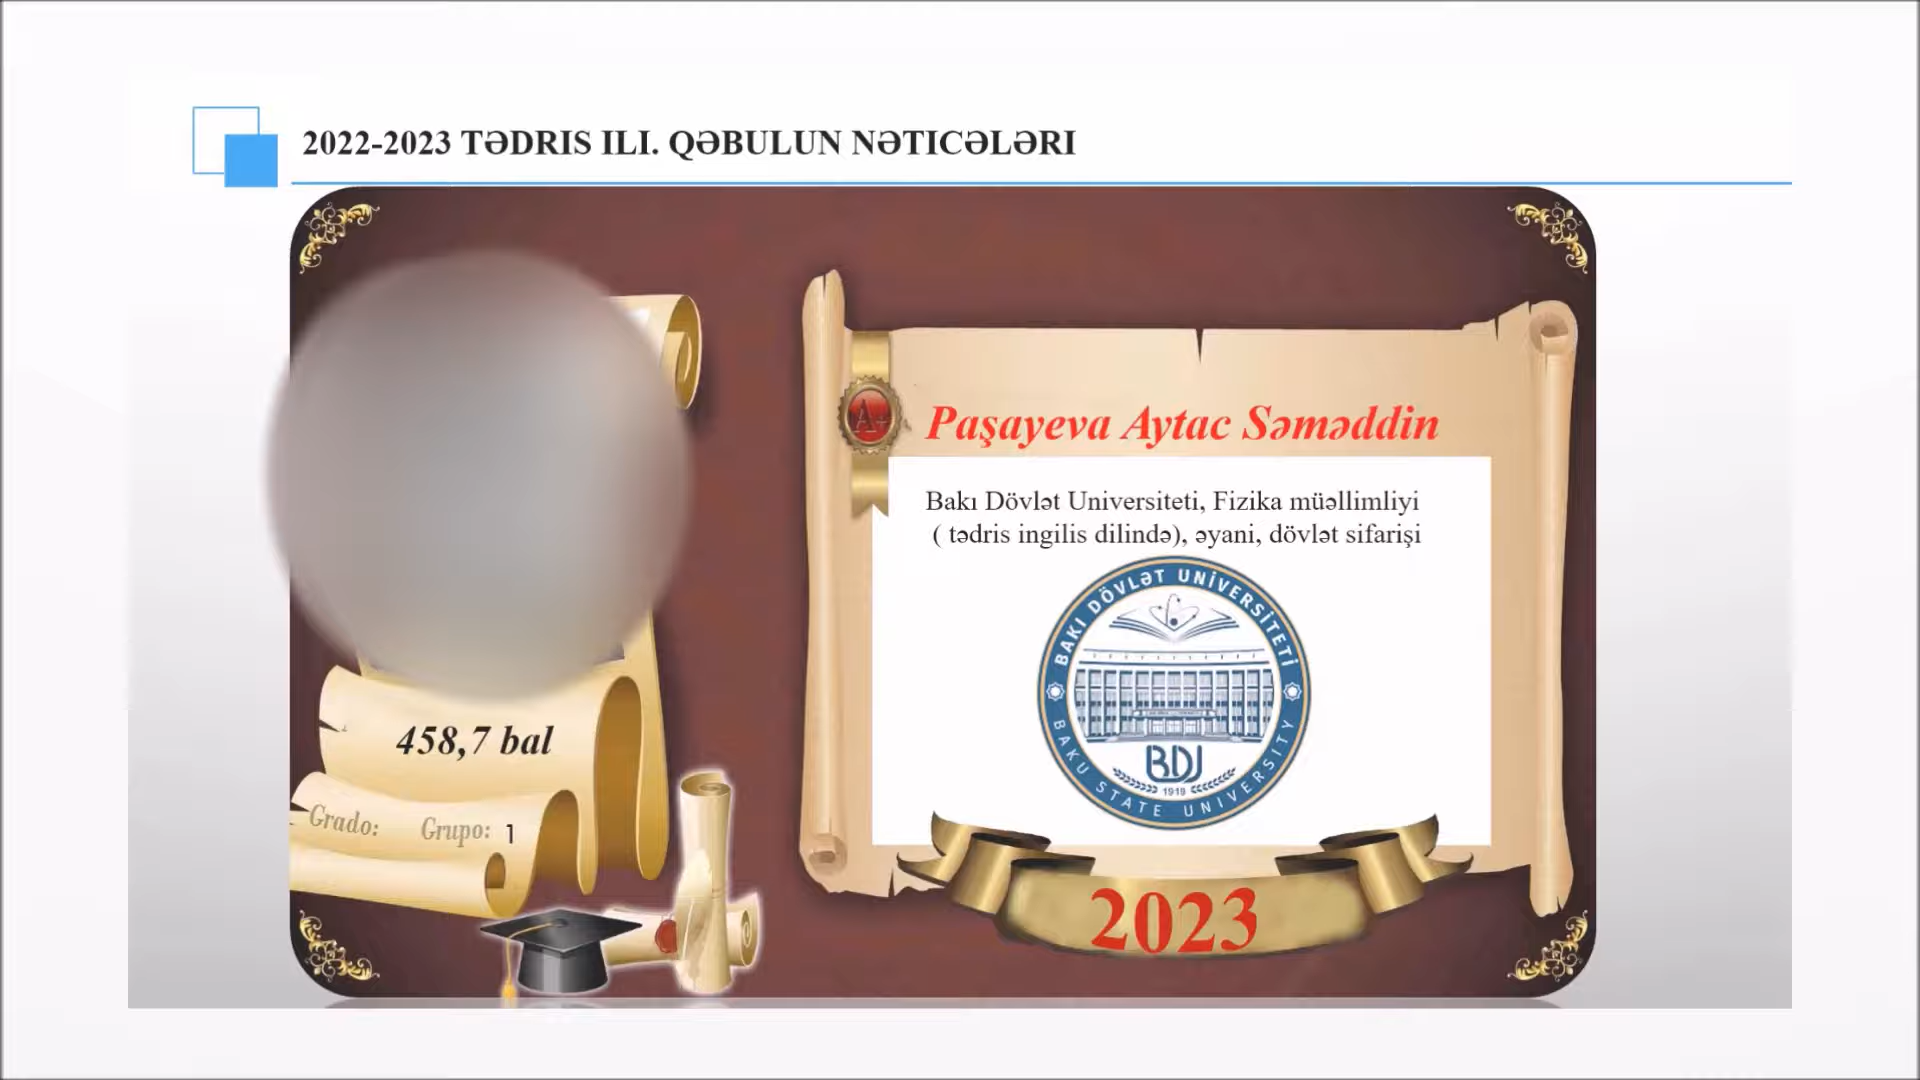 2022-2023 TƏDRIS ILI. QƏBULUN NƏTICƏLƏRI
458,7 bal
Grado: Grupo: 1
A+
Paşayeva Aytac Səməddin
Bakı Dövlət Universiteti, Fizika müəllimliyi
( tədris ingilis dilində), əyani, dövlət sifarişi
BAKI DÖVLƏT UNİVERSİTETİ
BDU
1919
BAKU STATE UNIVERSITY
2023